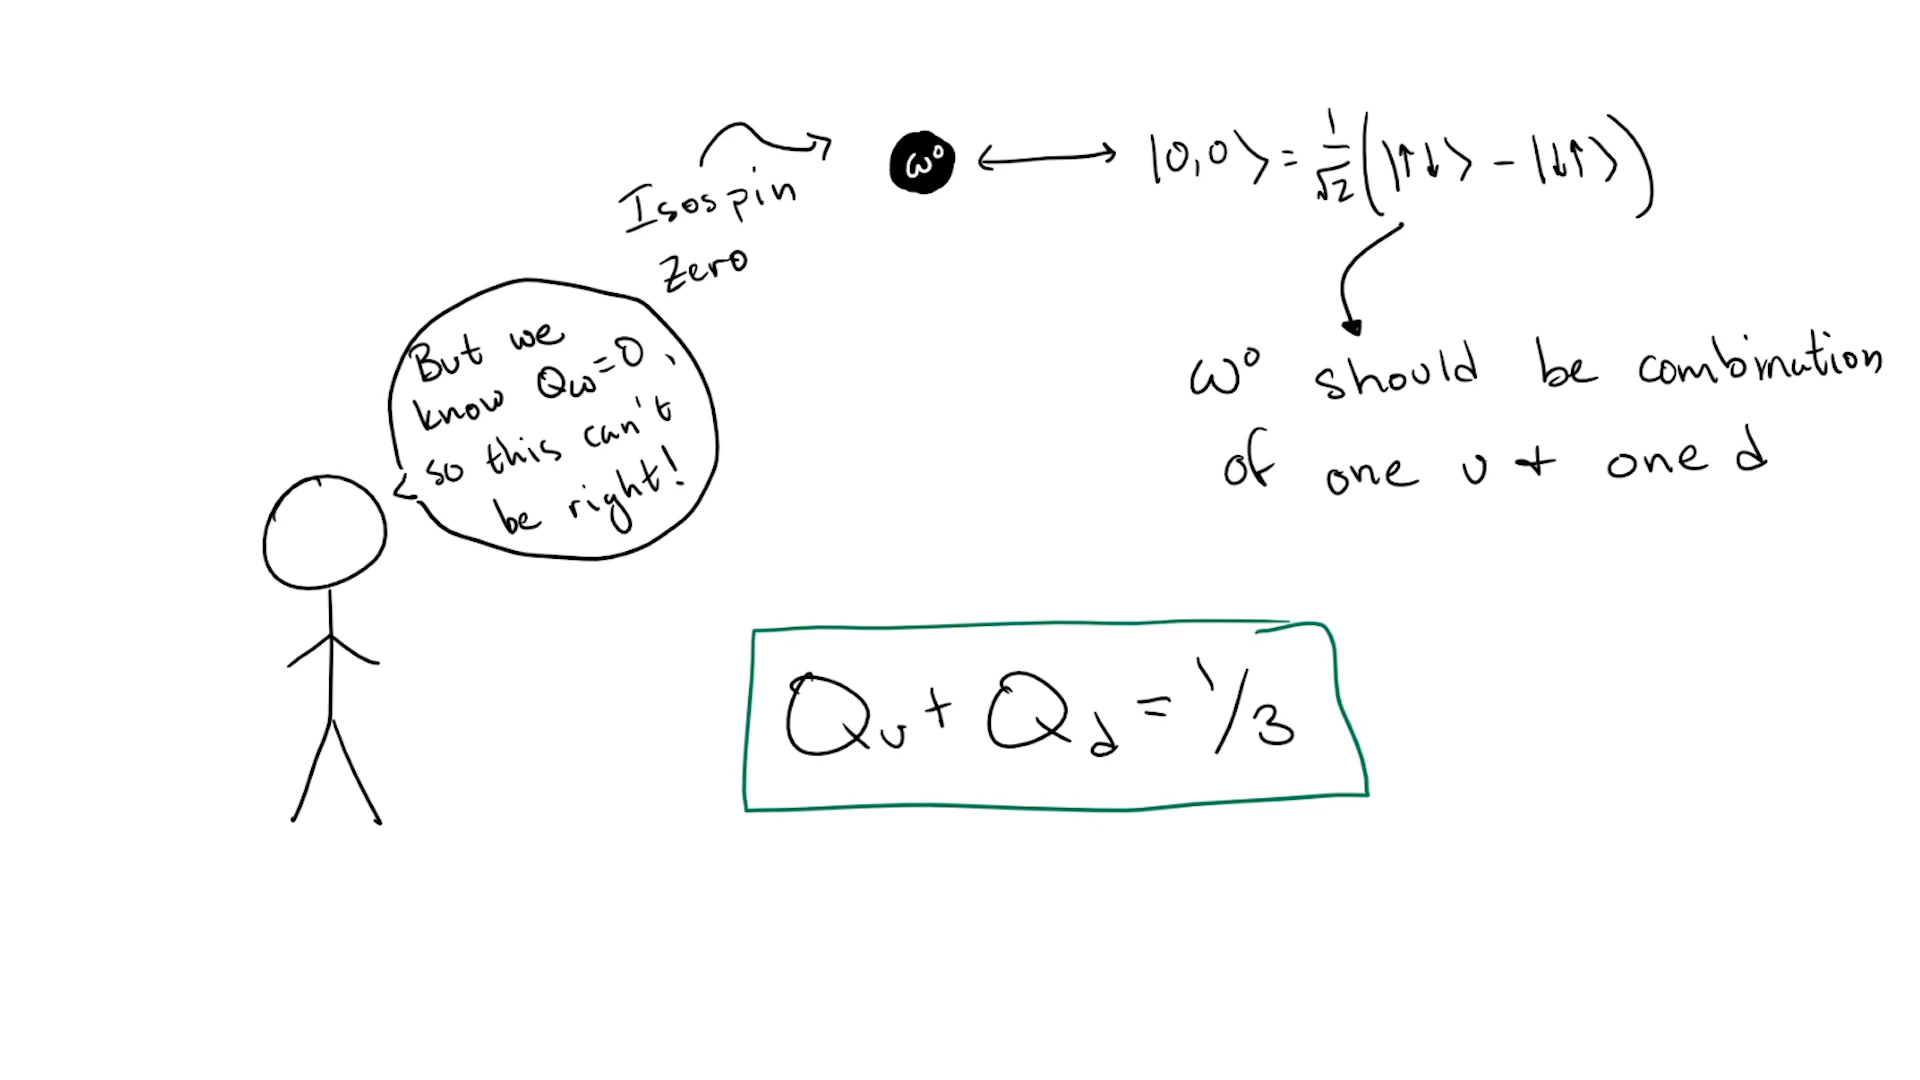 Isospin
Zero
ω⁰
|0,0⟩ = 1/√2 (|↑↓⟩ - |↓↑⟩)
But we
know Qω=0,
so this can't
be right!
ω⁰ should be combination
of one u + one d
Qu + Qd = 1/3